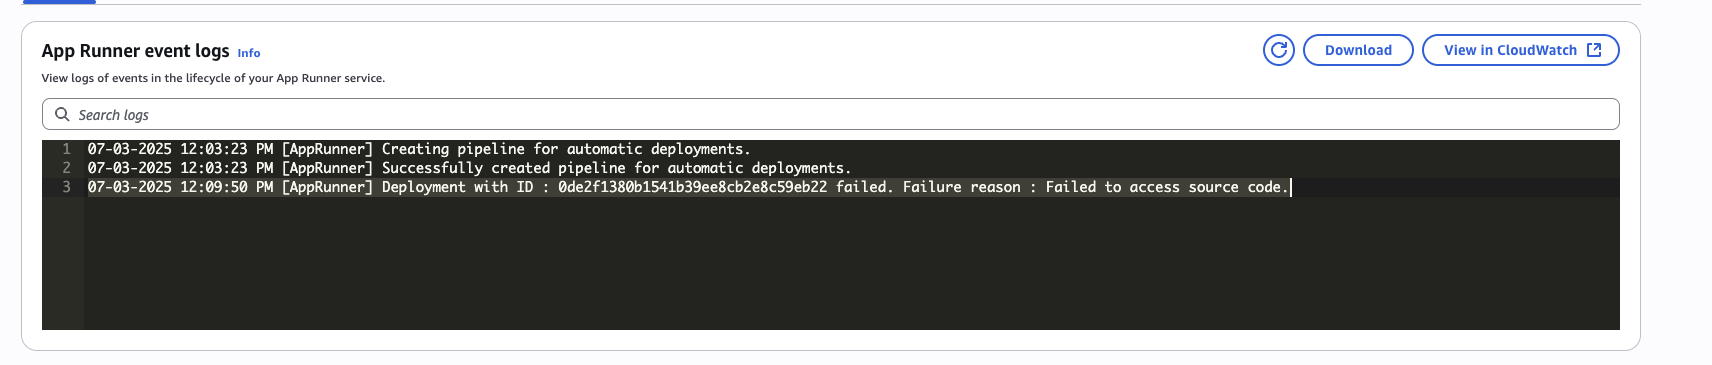 App Runner event logs Info
Download
View in CloudWatch
View logs of events in the lifecycle of your App Runner service.
Search logs
1 07-03-2025 12:03:23 PM [AppRunner] Creating pipeline for automatic deployments.
2 07-03-2025 12:03:23 PM [AppRunner] Successfully created pipeline for automatic deployments.
3 07-03-2025 12:09:50 PM [AppRunner] Deployment with ID : 0de2f1380b1541b39ee8cb2e8c59eb22 failed. Failure reason : Failed to access source code.